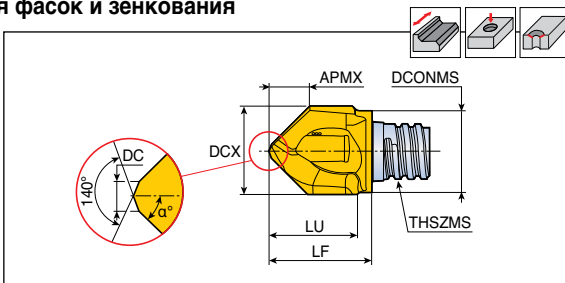 я фасок и зенкования
APMX
DCONMS
DCX
DC
140°
α°
LU
THSZMS
LF